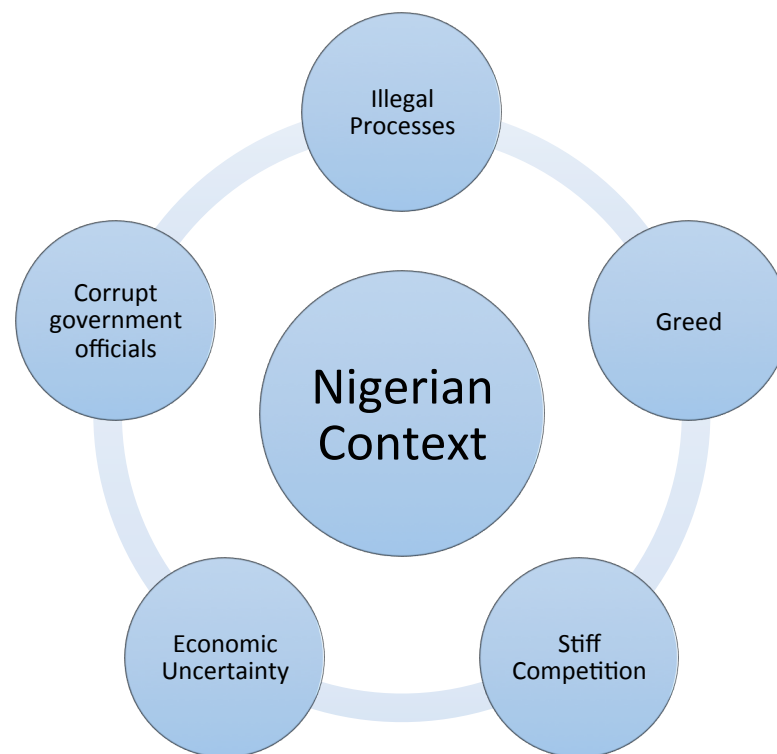 Illegal
Processes
Greed
Stiff
Competition
Economic
Uncertainty
Corrupt
government
officials
Nigerian
Context